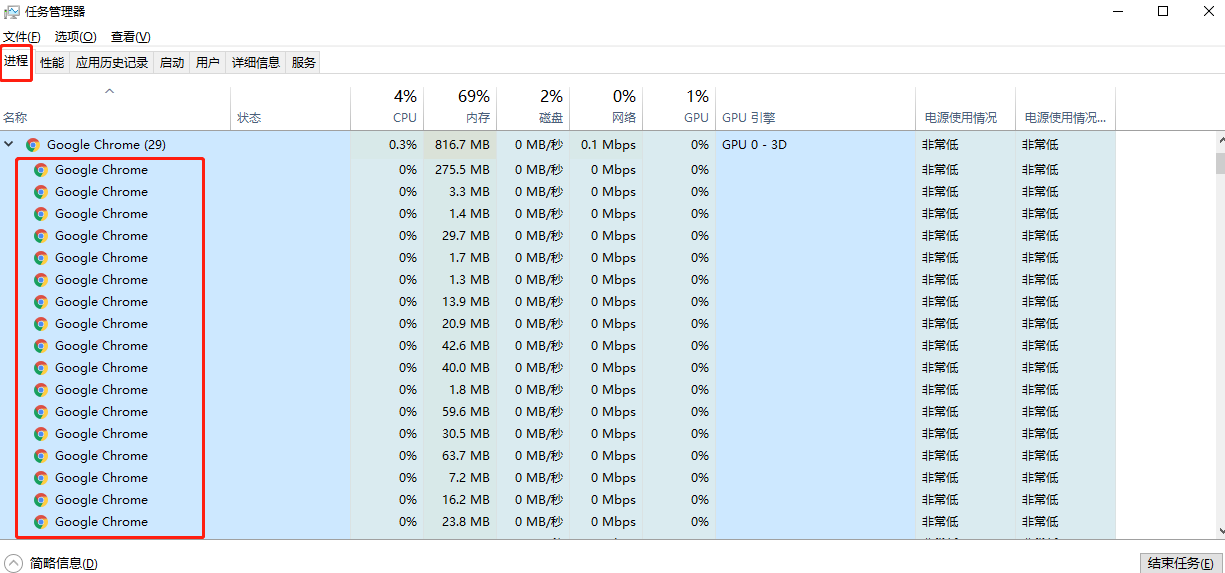 任务管理器
文件(F) 选项(O) 查看(V)
进程 性能 应用历史记录 启动 用户 详细信息 服务
4% 69% 2% 0% 1%
名称 状态 CPU 内存 磁盘 网络 GPU GPU 引擎 电源使用情况 电源使用情况...
Google Chrome (29) 0.3% 816.7 MB 0 MB/秒 0.1 Mbps 0% GPU 0 - 3D 非常低 非常低
Google Chrome 0% 275.5 MB 0 MB/秒 0 Mbps 0% 非常低 非常低
Google Chrome 0% 3.3 MB 0 MB/秒 0 Mbps 0% 非常低 非常低
Google Chrome 0% 1.4 MB 0 MB/秒 0 Mbps 0% 非常低 非常低
Google Chrome 0% 29.7 MB 0 MB/秒 0 Mbps 0% 非常低 非常低
Google Chrome 0% 1.7 MB 0 MB/秒 0 Mbps 0% 非常低 非常低
Google Chrome 0% 1.3 MB 0 MB/秒 0 Mbps 0% 非常低 非常低
Google Chrome 0% 13.9 MB 0 MB/秒 0 Mbps 0% 非常低 非常低
Google Chrome 0% 20.9 MB 0 MB/秒 0 Mbps 0% 非常低 非常低
Google Chrome 0% 42.6 MB 0 MB/秒 0 Mbps 0% 非常低 非常低
Google Chrome 0% 40.0 MB 0 MB/秒 0 Mbps 0% 非常低 非常低
Google Chrome 0% 1.8 MB 0 MB/秒 0 Mbps 0% 非常低 非常低
Google Chrome 0% 59.6 MB 0 MB/秒 0 Mbps 0% 非常低 非常低
Google Chrome 0% 30.5 MB 0 MB/秒 0 Mbps 0% 非常低 非常低
Google Chrome 0% 63.7 MB 0 MB/秒 0 Mbps 0% 非常低 非常低
Google Chrome 0% 7.2 MB 0 MB/秒 0 Mbps 0% 非常低 非常低
Google Chrome 0% 16.2 MB 0 MB/秒 0 Mbps 0% 非常低 非常低
Google Chrome 0% 23.8 MB 0 MB/秒 0 Mbps 0% 非常低 非常低
简略信息(D) 结束任务(E)